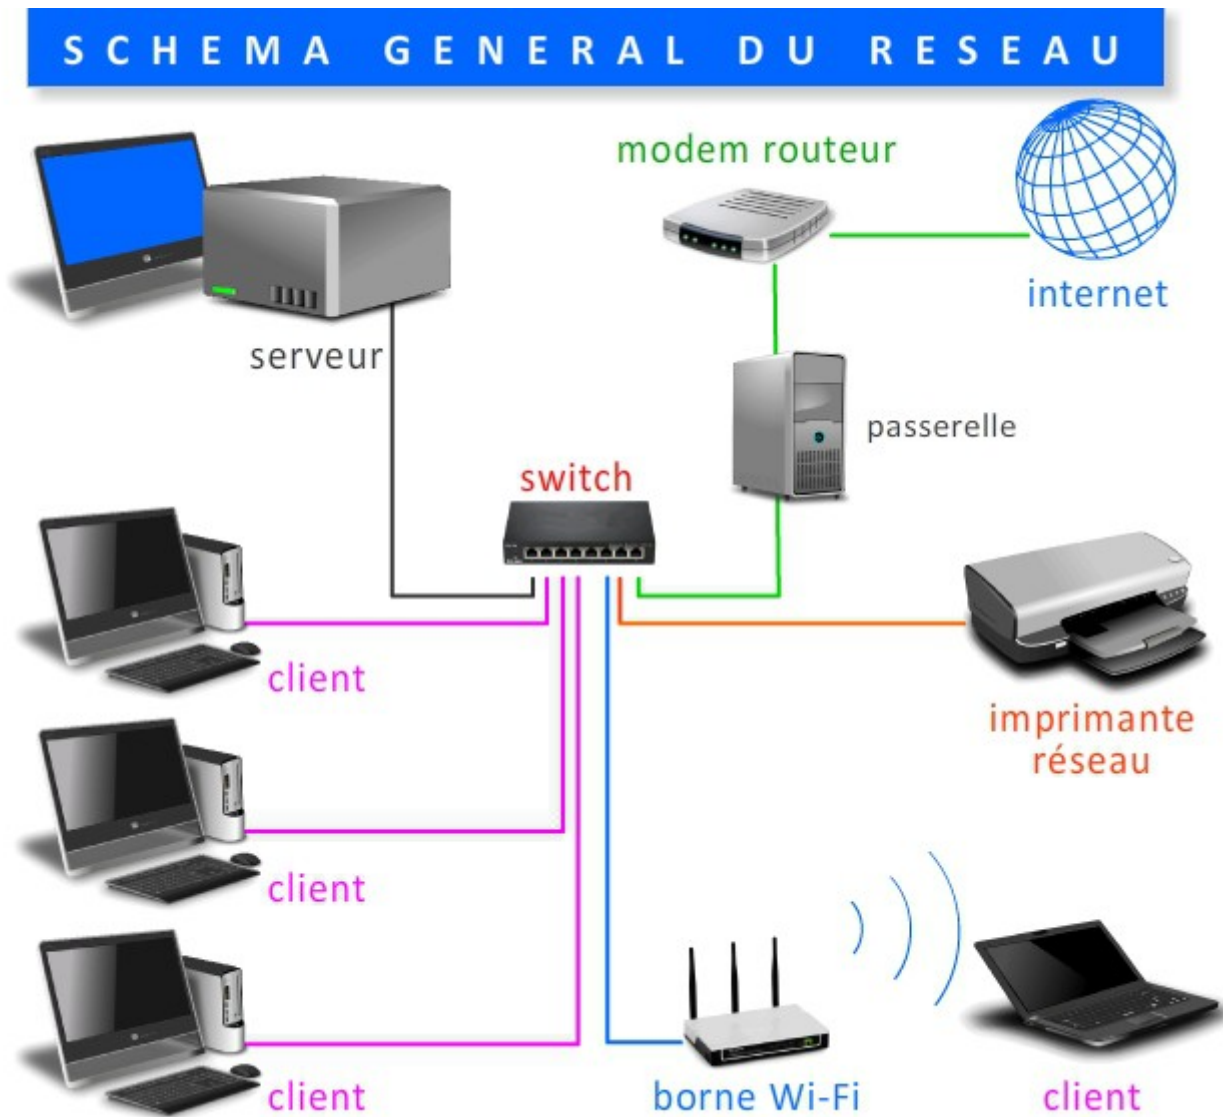 SCHEMA GENERAL DU RESEAU
modem routeur
internet
serveur
passerelle
switch
client
imprimante
réseau
client
client
borne Wi-Fi
client